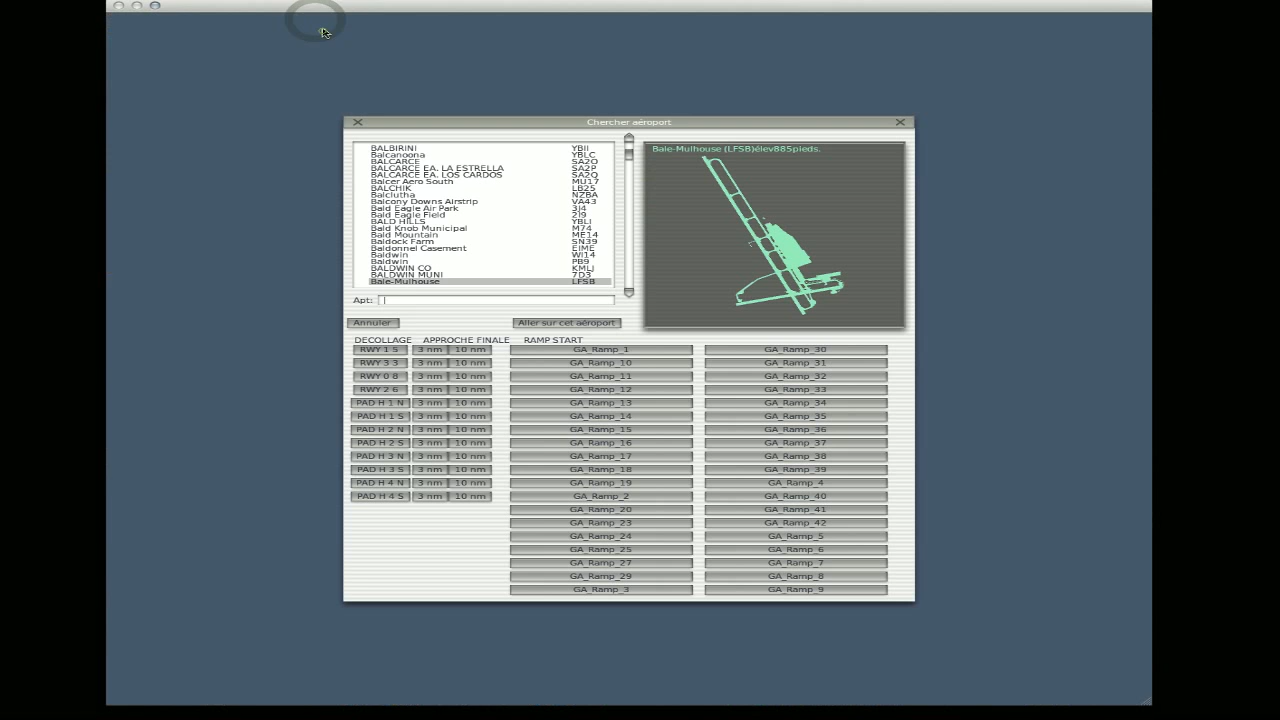 Chercher aéroport
BALBIRINI YBII
Balcanoona YBLC
BALCARCE SA2O
BALCARCE EA. LA ESTRELLA SA2P
BALCARCE EA. LOS CARDOS SA2Q
Balcer Aero South MU17
BALCHIK LB25
Balclutha NZBA
Balcony Downs Airstrip VA43
Bald Eagle Air Park 3J4
Bald Eagle Field 2I9
BALD HILLS YBLI
Bald Knob Municipal M74
Bald Mountain ME14
Baldock Farm SN39
Baldonnel Casement EIME
Baldwin WI14
Baldwin PB9
BALDWIN CO KMLJ
BALDWIN MUNI 7D3
Bale-Mulhouse LFSB
Bale-Mulhouse (LFSB)élev885pieds.
Apt:
Annuler Aller sur cet aéroport
DECOLLAGE APPROCHE FINALE RAMP START
RWY 1 5 3 nm 10 nm GA_Ramp_1 GA_Ramp_30
RWY 3 3 3 nm 10 nm GA_Ramp_10 GA_Ramp_31
RWY 0 8 3 nm 10 nm GA_Ramp_11 GA_Ramp_32
RWY 2 6 3 nm 10 nm GA_Ramp_12 GA_Ramp_33
PAD H 1 N 3 nm 10 nm GA_Ramp_13 GA_Ramp_34
PAD H 1 S 3 nm 10 nm GA_Ramp_14 GA_Ramp_35
PAD H 2 N 3 nm 10 nm GA_Ramp_15 GA_Ramp_36
PAD H 2 S 3 nm 10 nm GA_Ramp_16 GA_Ramp_37
PAD H 3 N 3 nm 10 nm GA_Ramp_17 GA_Ramp_38
PAD H 3 S 3 nm 10 nm GA_Ramp_18 GA_Ramp_39
PAD H 4 N 3 nm 10 nm GA_Ramp_19 GA_Ramp_4
PAD H 4 S 3 nm 10 nm GA_Ramp_2 GA_Ramp_40
GA_Ramp_20 GA_Ramp_41
GA_Ramp_23 GA_Ramp_42
GA_Ramp_24 GA_Ramp_5
GA_Ramp_25 GA_Ramp_6
GA_Ramp_27 GA_Ramp_7
GA_Ramp_29 GA_Ramp_8
GA_Ramp_3 GA_Ramp_9